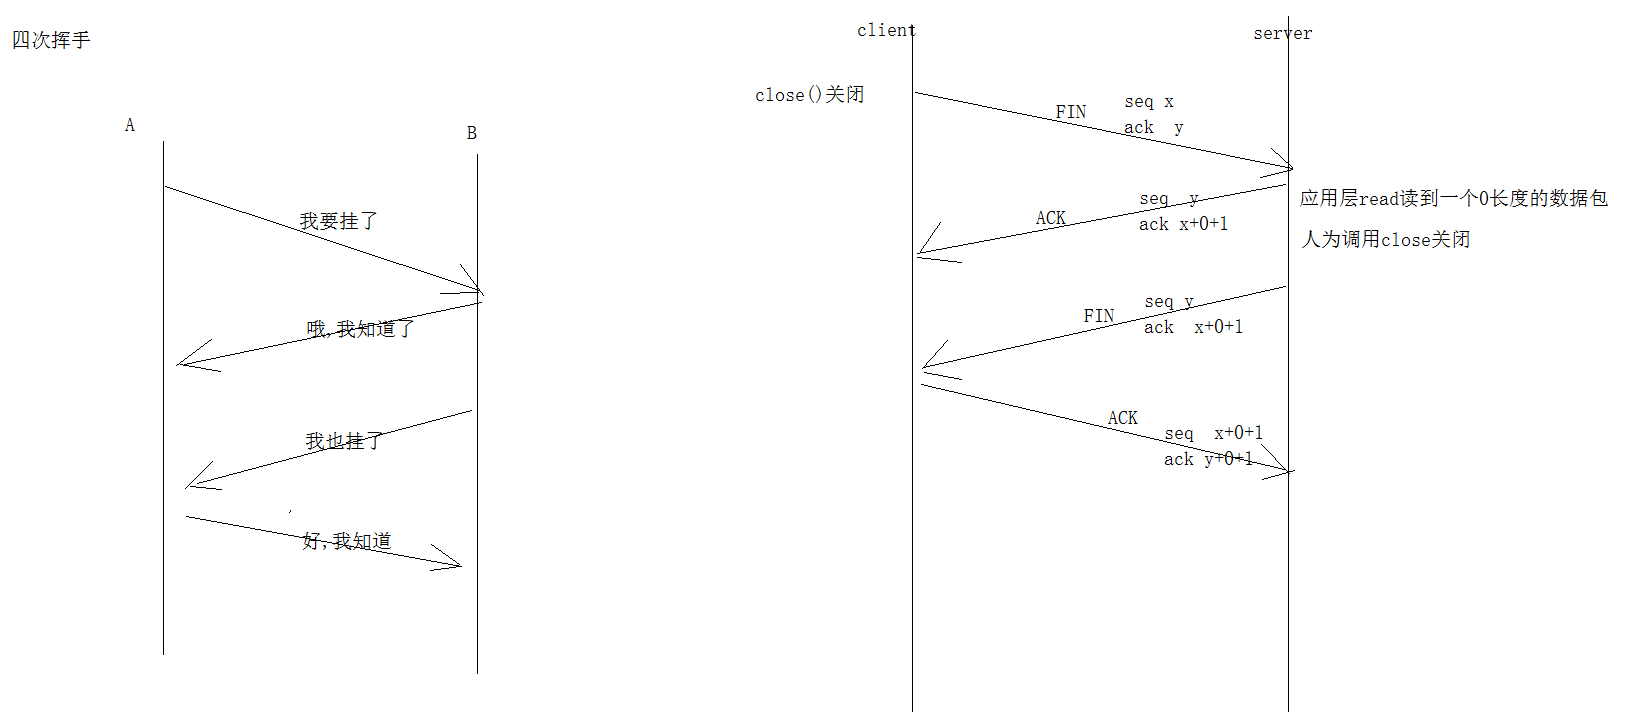 四次挥手
A
B
我要挂了
哦,我知道了
我也挂了
好,我知道
client
server
close()关闭
FIN
seq x
ack y
ACK
seq y
ack x+0+1
应用层read读到一个0长度的数据包
人为调用close关闭
FIN
seq y
ack x+0+1
ACK
seq x+0+1
ack y+0+1